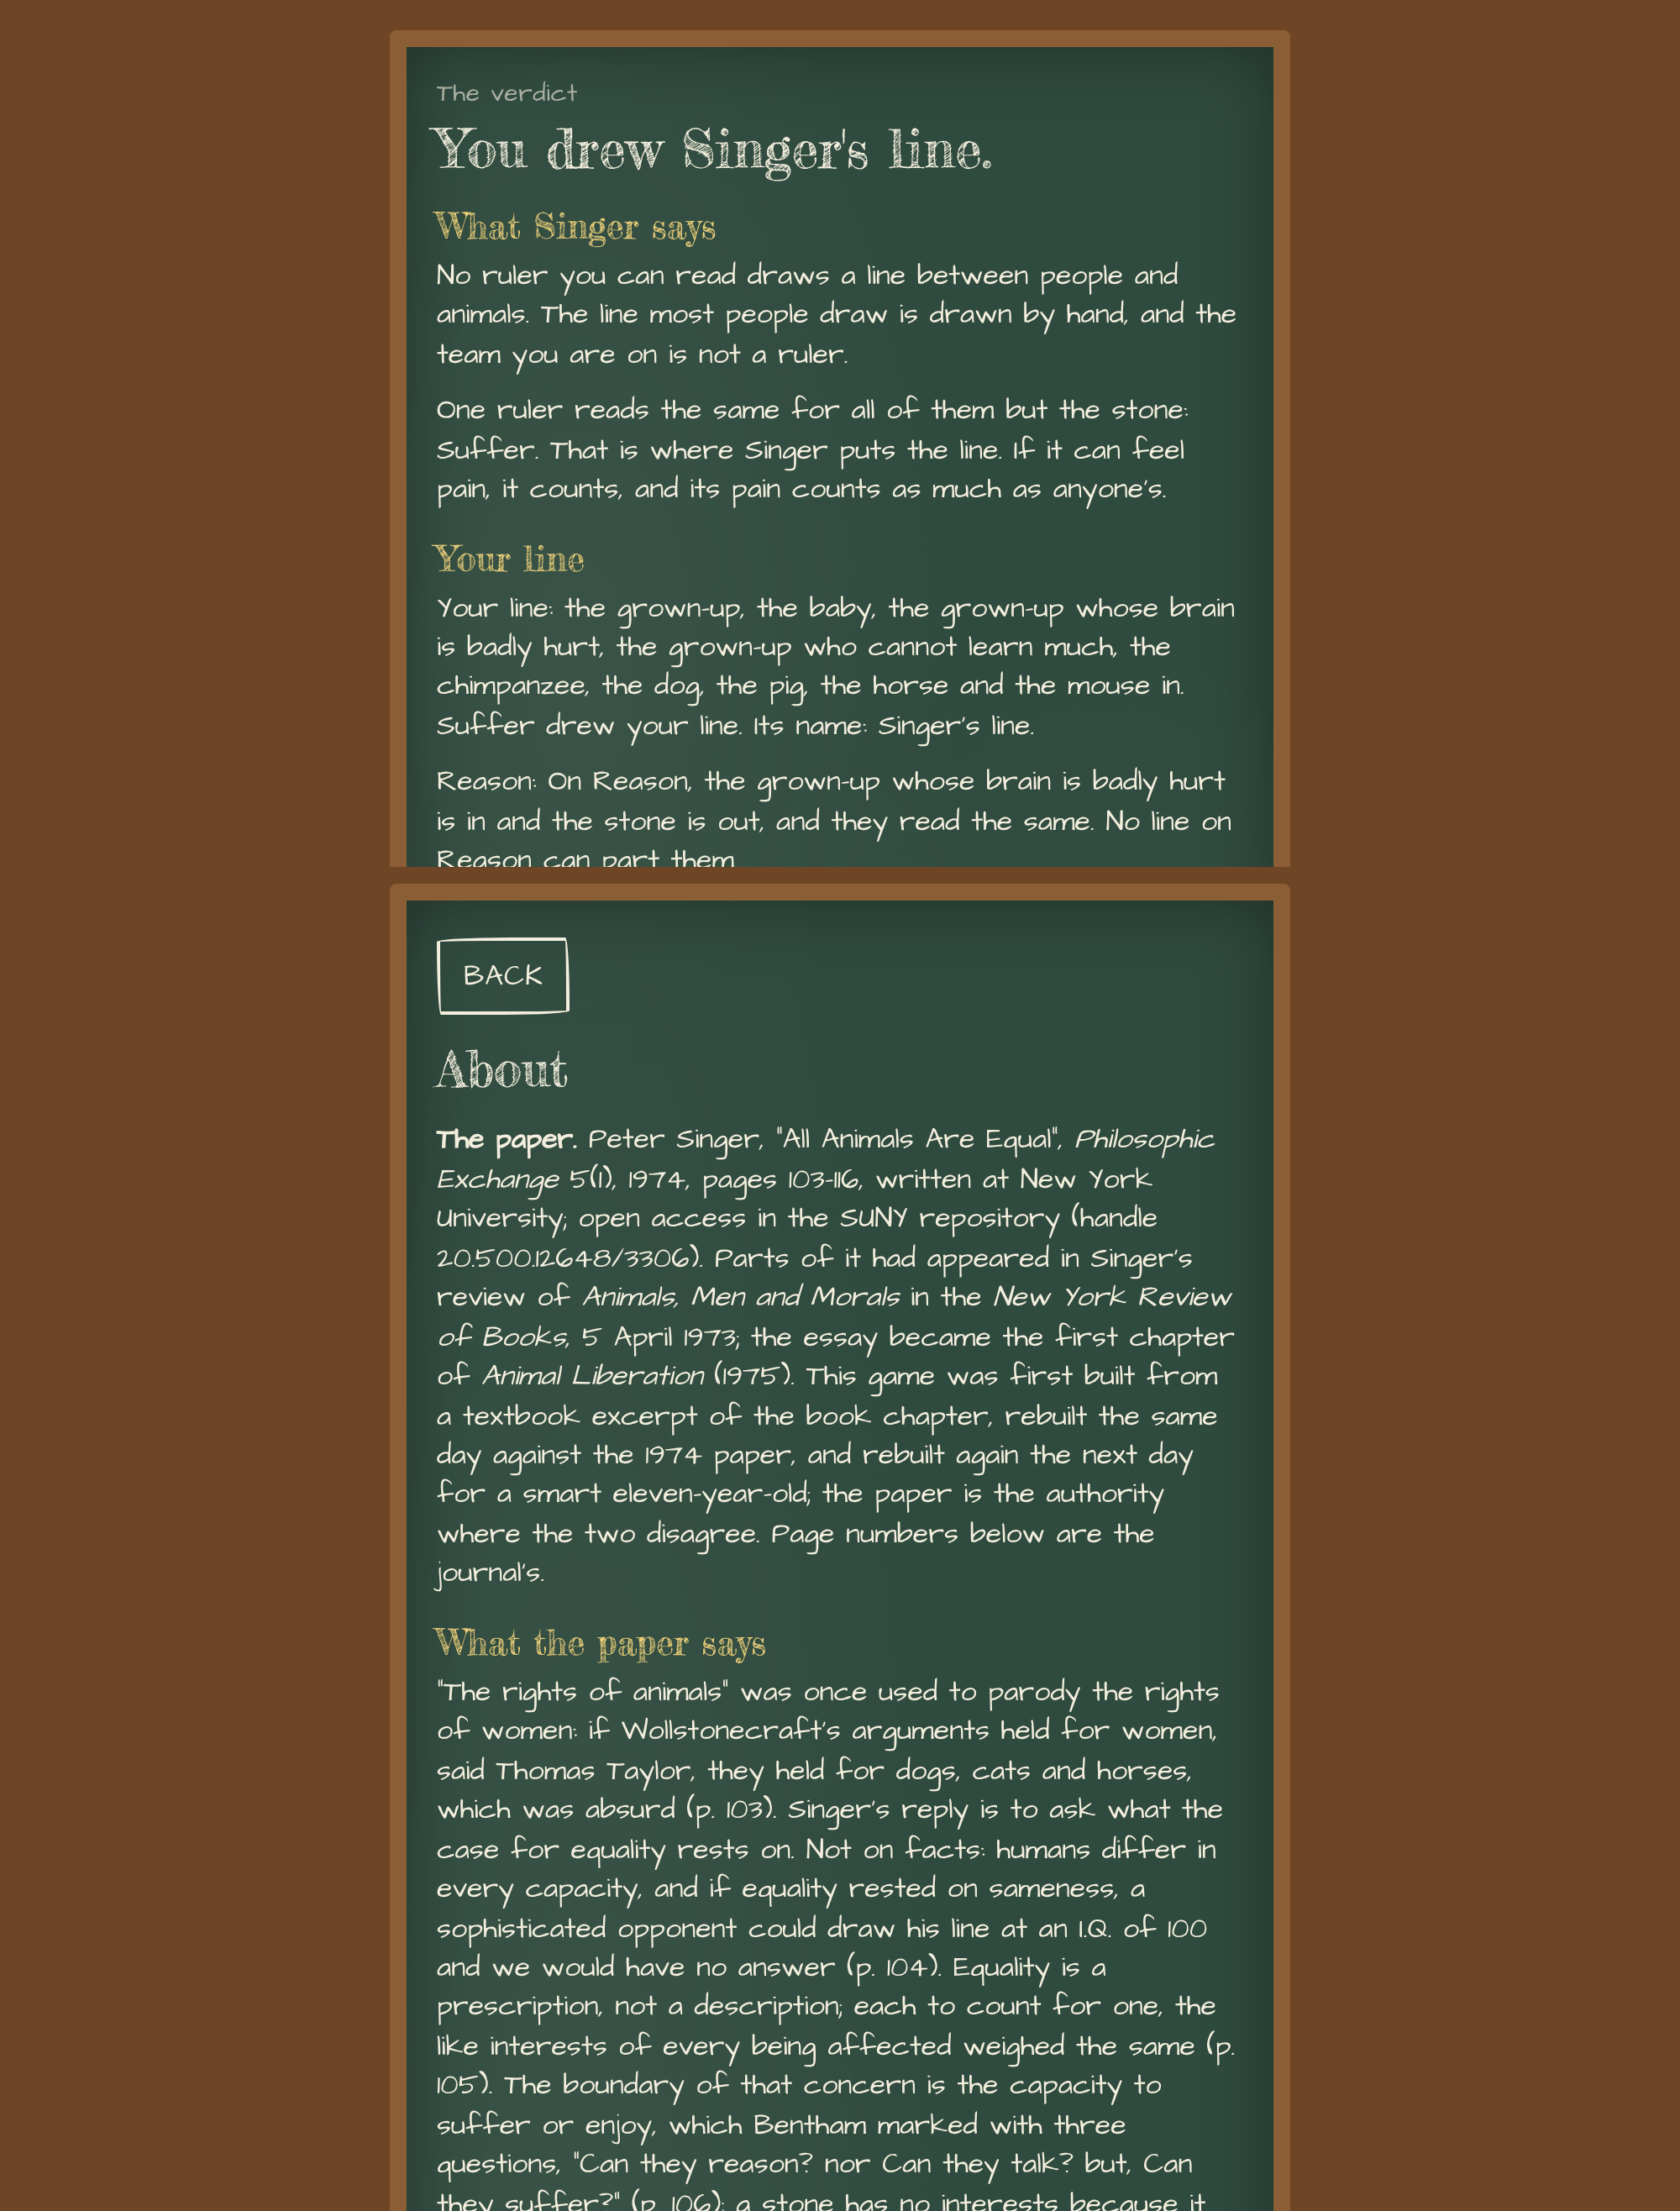 The verdict
You drew Singer's line.
What Singer says
No ruler you can read draws a line between people and
animals. The line most people draw is drawn by hand, and the
team you are on is not a ruler.
One ruler reads the same for all of them but the stone:
Suffer. That is where Singer puts the line. If it can feel
pain, it counts, and its pain counts as much as anyone's.
Your line
Your line: the grown-up, the baby, the grown-up whose brain
is badly hurt, the grown-up who cannot learn much, the
chimpanzee, the dog, the pig, the horse and the mouse in.
Suffer drew your line. Its name: Singer's line.
Reason: On Reason, the grown-up whose brain is badly hurt
is in and the stone is out, and they read the same. No line on
Reason can part them
BACK
About
The paper. Peter Singer, "All Animals Are Equal", Philosophic
Exchange 5(1), 1974, pages 103-116, written at New York
University; open access in the SUNY repository (handle
20.500.12648/3306). Parts of it had appeared in Singer's
review of Animals, Men and Morals in the New York Review
of Books, 5 April 1973; the essay became the first chapter
of Animal Liberation (1975). This game was first built from
a textbook excerpt of the book chapter, rebuilt the same
day against the 1974 paper, and rebuilt again the next day
for a smart eleven-year-old; the paper is the authority
where the two disagree. Page numbers below are the
journal's.
What the paper says
"The rights of animals" was once used to parody the rights
of women: if Wollstonecraft's arguments held for women,
said Thomas Taylor, they held for dogs, cats and horses,
which was absurd (p. 103). Singer's reply is to ask what the
case for equality rests on. Not on facts: humans differ in
every capacity, and if equality rested on sameness, a
sophisticated opponent could draw his line at an I.Q. of 100
and we would have no answer (p. 104). Equality is a
prescription, not a description; each to count for one, the
like interests of every being affected weighed the same (p.
105). The boundary of that concern is the capacity to
suffer or enjoy, which Bentham marked with three
questions, "Can they reason? nor Can they talk? but, Can
they suffer?" (p. 106); a stone has no interests because it